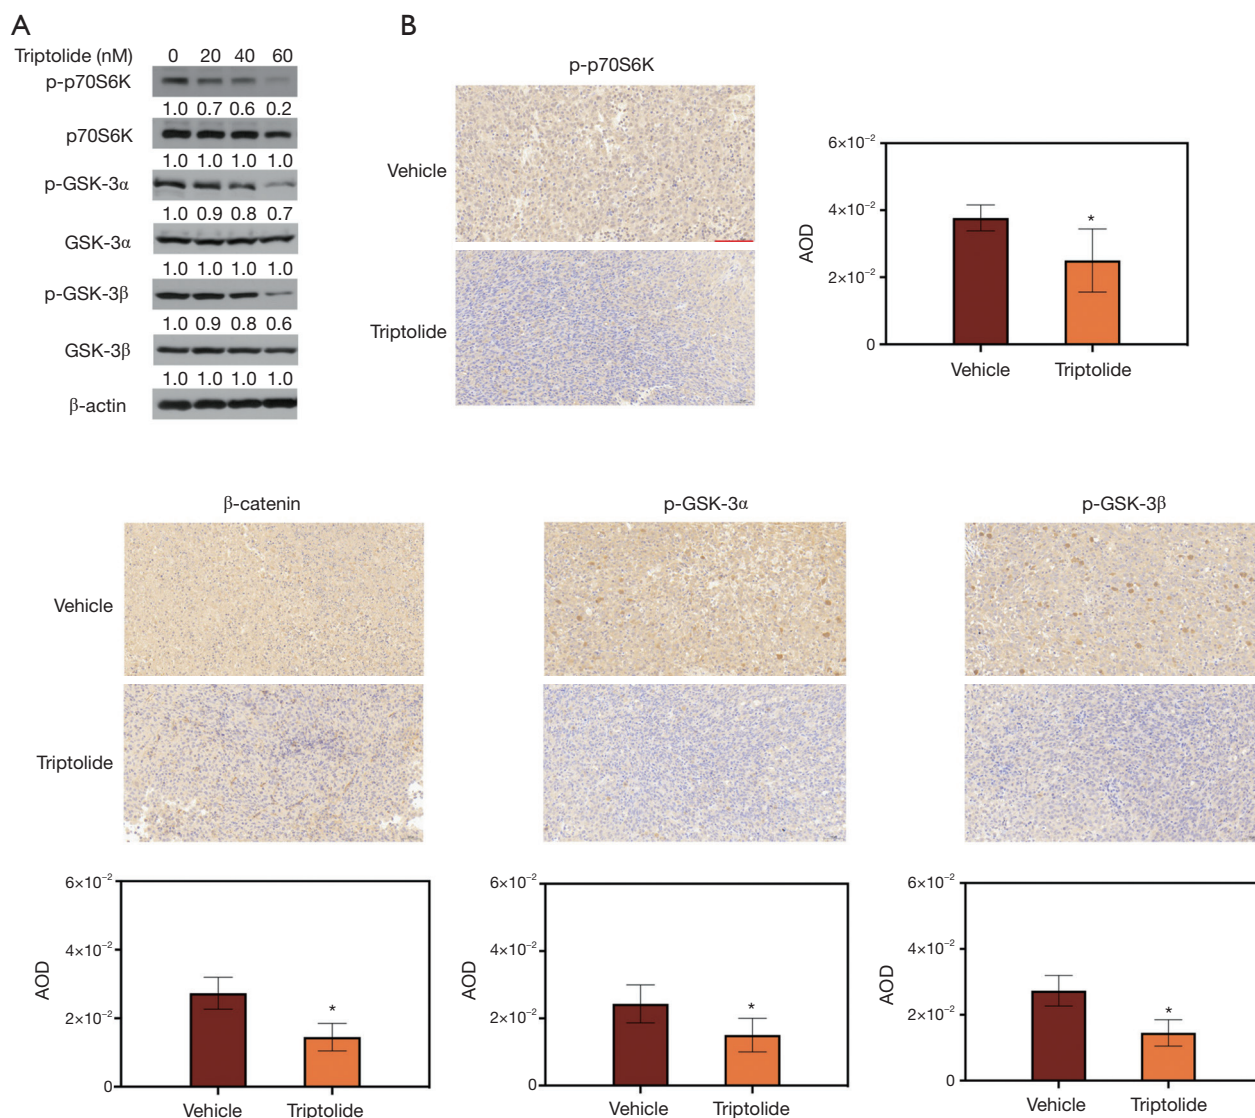 A
B
Triptolide (nM) 0 20 40 60
p-p70S6K
1.0 0.7 0.6 0.2
p70S6K
1.0 1.0 1.0 1.0
p-GSK-3α
1.0 0.9 0.8 0.7
GSK-3α
1.0 1.0 1.0 1.0
p-GSK-3β
1.0 0.9 0.8 0.6
GSK-3β
1.0 1.0 1.0 1.0
β-actin
p-p70S6K
Vehicle
Triptolide
6×10⁻²
4×10⁻²
2×10⁻²
0
AOD
*
Vehicle Triptolide
β-catenin p-GSK-3α p-GSK-3β
Vehicle
Triptolide
6×10⁻²
4×10⁻²
2×10⁻²
0
AOD
*
Vehicle Triptolide
6×10⁻²
4×10⁻²
2×10⁻²
0
AOD
*
Vehicle Triptolide
6×10⁻²
4×10⁻²
2×10⁻²
0
AOD
*
Vehicle Triptolide